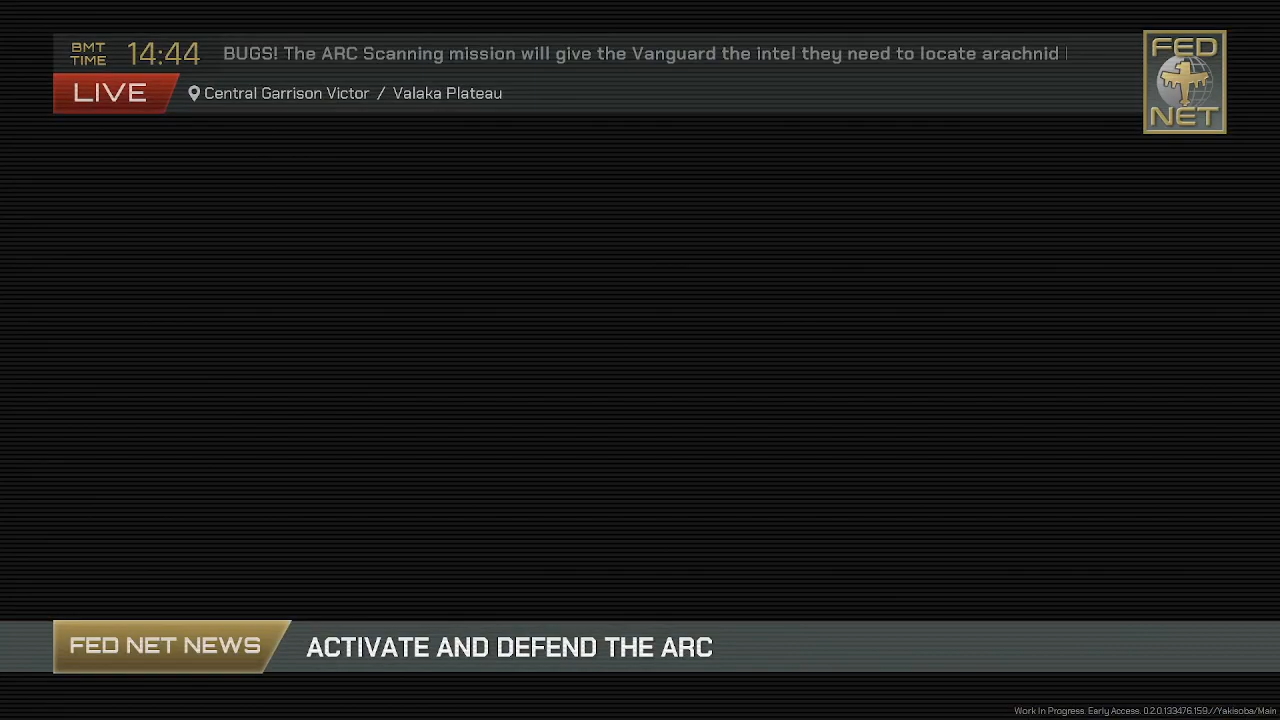 BMT TIME 14:44 BUGS! The ARC Scanning mission will give the Vanguard the intel they need to locate arachnid
LIVE Central Garrison Victor / Valaka Plateau
FED
NET
FED NET NEWS ACTIVATE AND DEFEND THE ARC
Work In Progress. Early Access. 0.2.0.133476.159//Yakisoba/Main